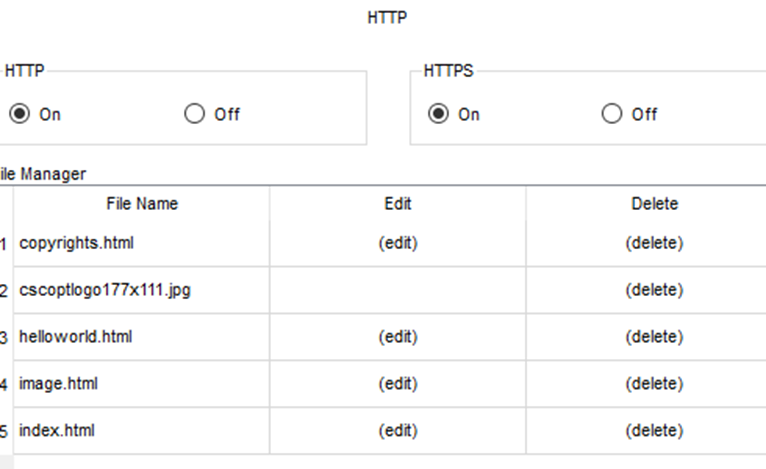 HTTP
HTTP HTTPS
On Off On Off
ile Manager
File Name Edit Delete
1 copyrights.html (edit) (delete)
2 cscoptlogo177x111.jpg (delete)
3 helloworld.html (edit) (delete)
4 image.html (edit) (delete)
5 index.html (edit) (delete)